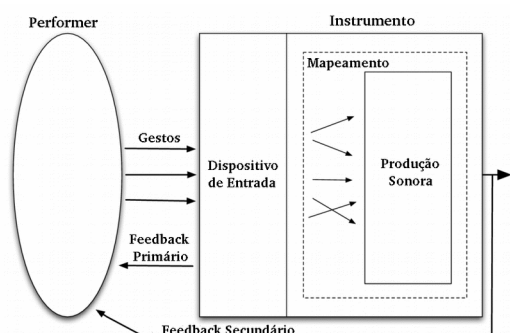 Performer
Instrumento
Mapeamento
Gestos
Dispositivo
de Entrada
Produção
Sonora
Feedback
Primário
Feedback Secundário